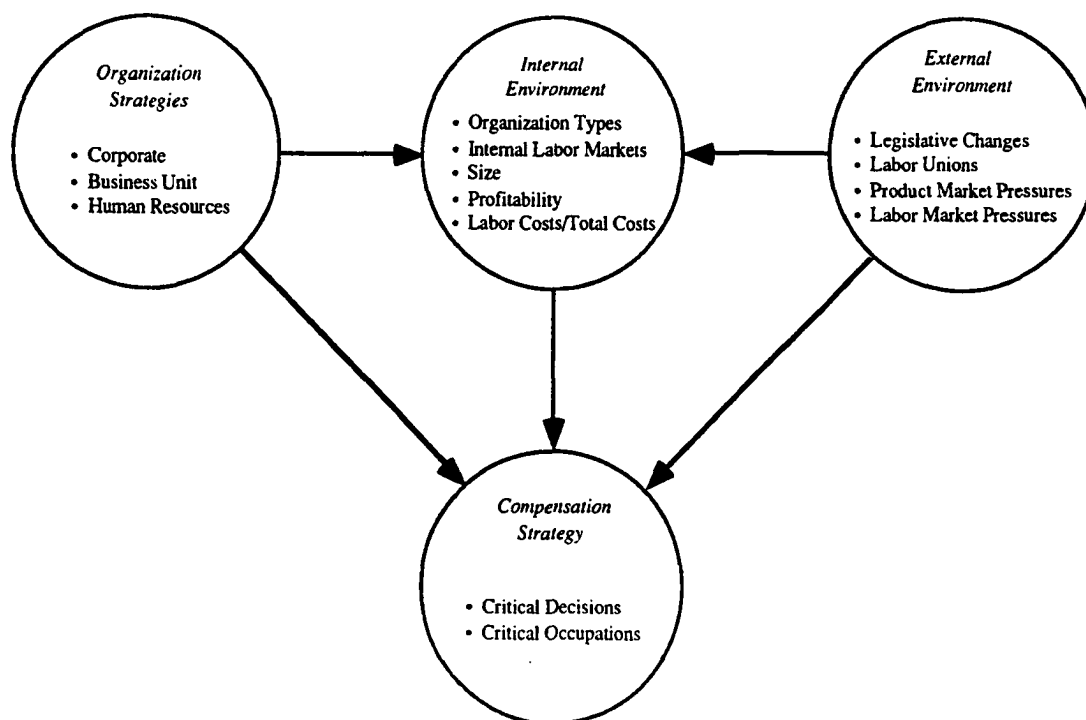 Organization
Strategies
• Corporate
• Business Unit
• Human Resources
Internal
Environment
• Organization Types
• Internal Labor Markets
• Size
• Profitability
• Labor Costs/Total Costs
External
Environment
• Legislative Changes
• Labor Unions
• Product Market Pressures
• Labor Market Pressures
Compensation
Strategy
• Critical Decisions
• Critical Occupations